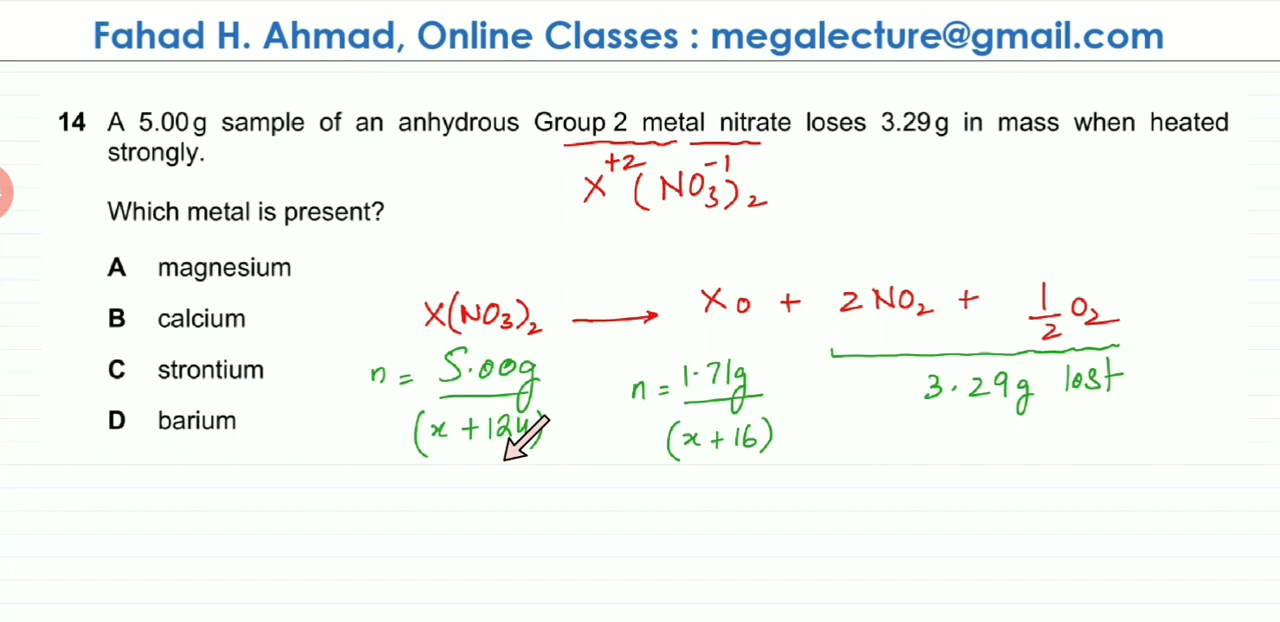 Fahad H. Ahmad, Online Classes : megalecture@gmail.com
14 A 5.00 g sample of an anhydrous Group 2 metal nitrate loses 3.29 g in mass when heated
strongly.
X⁺²(NO₃⁻¹)₂
Which metal is present?
A magnesium
B calcium
C strontium
D barium
X(NO₃)₂ ⟶ XO + 2NO₂ + ½O₂
n = 5.00g / (x + 124)
n = 1.71g / (x + 16)
3.29g lost